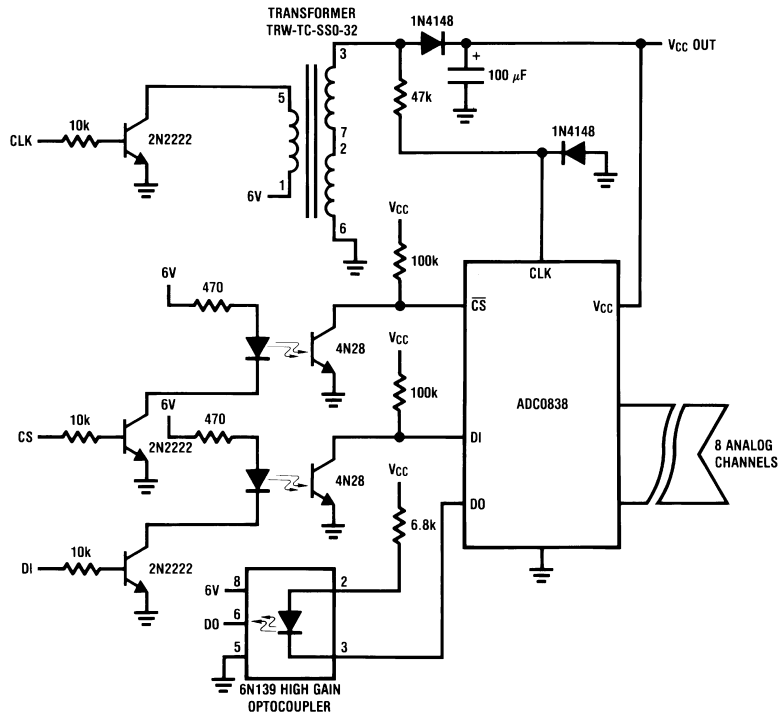 TRANSFORMER
TRW-TC-SSO-32
1N4148
3
VCC OUT
+
100 µF
5
47k
10k
2N2222
CLK
7
2
1N4148
1
6V
6
VCC
100k
CLK
6V
470
CS
VCC
4N28
VCC
100k
ADC0838
10k
6V
470
CS
2N2222
DI
8 ANALOG
CHANNELS
4N28
VCC
DO
6.8k
10k
DI
2N2222
8
2
6V
6
DO
5
3
6N139 HIGH GAIN
OPTOCOUPLER